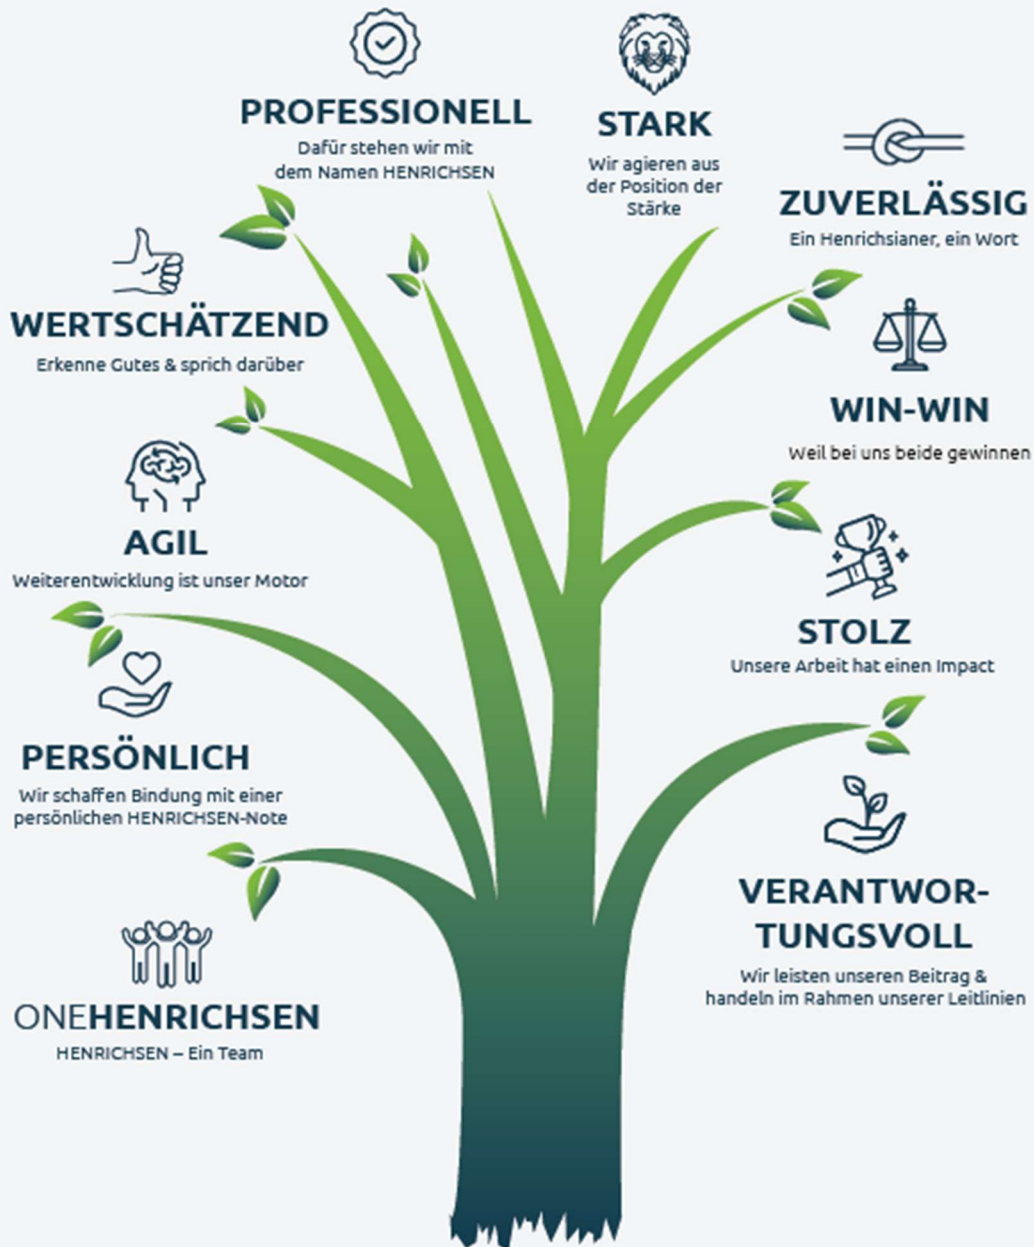 PROFESSIONELL
Dafür stehen wir mit
dem Namen HENRICHSEN
STARK
Wir agieren aus
der Position der
Stärke
ZUVERLÄSSIG
Ein Henrichsianer, ein Wort
WERTSCHÄTZEND
Erkenne Gutes & sprich darüber
WIN-WIN
Weil bei uns beide gewinnen
AGIL
Weiterentwicklung ist unser Motor
STOLZ
Unsere Arbeit hat einen Impact
PERSÖNLICH
Wir schaffen Bindung mit einer
persönlichen HENRICHSEN-Note
VERANTWOR-
TUNGSVOLL
Wir leisten unseren Beitrag &
handeln im Rahmen unserer Leitlinien
ONEHENRICHSEN
HENRICHSEN – Ein Team